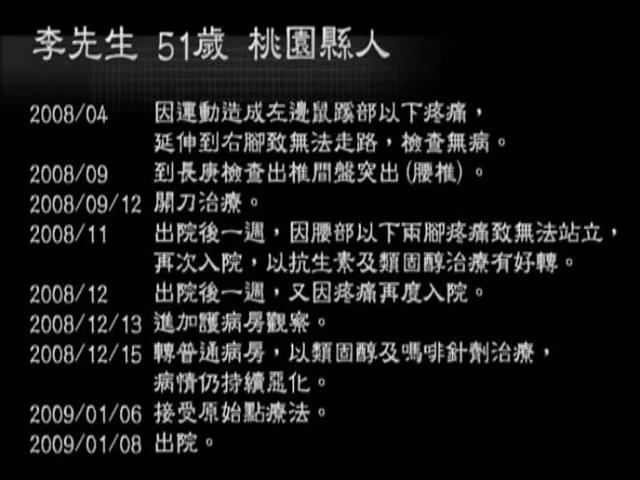 李先生 51歲 桃園縣人
2008/04 因運動造成左邊鼠蹊部以下疼痛，
延伸到右腳致無法走路，檢查無病。
2008/09 到長庚檢查出椎間盤突出(腰椎)。
2008/09/12 開刀治療。
2008/11 出院後一週，因腰部以下兩腳疼痛致無法站立，
再次入院，以抗生素及類固醇治療有好轉。
2008/12 出院後一週，又因疼痛再度入院。
2008/12/13 進加護病房觀察。
2008/12/15 轉普通病房，以類固醇及嗎啡針劑治療，
病情仍持續惡化。
2009/01/06 接受原始點療法。
2009/01/08 出院。